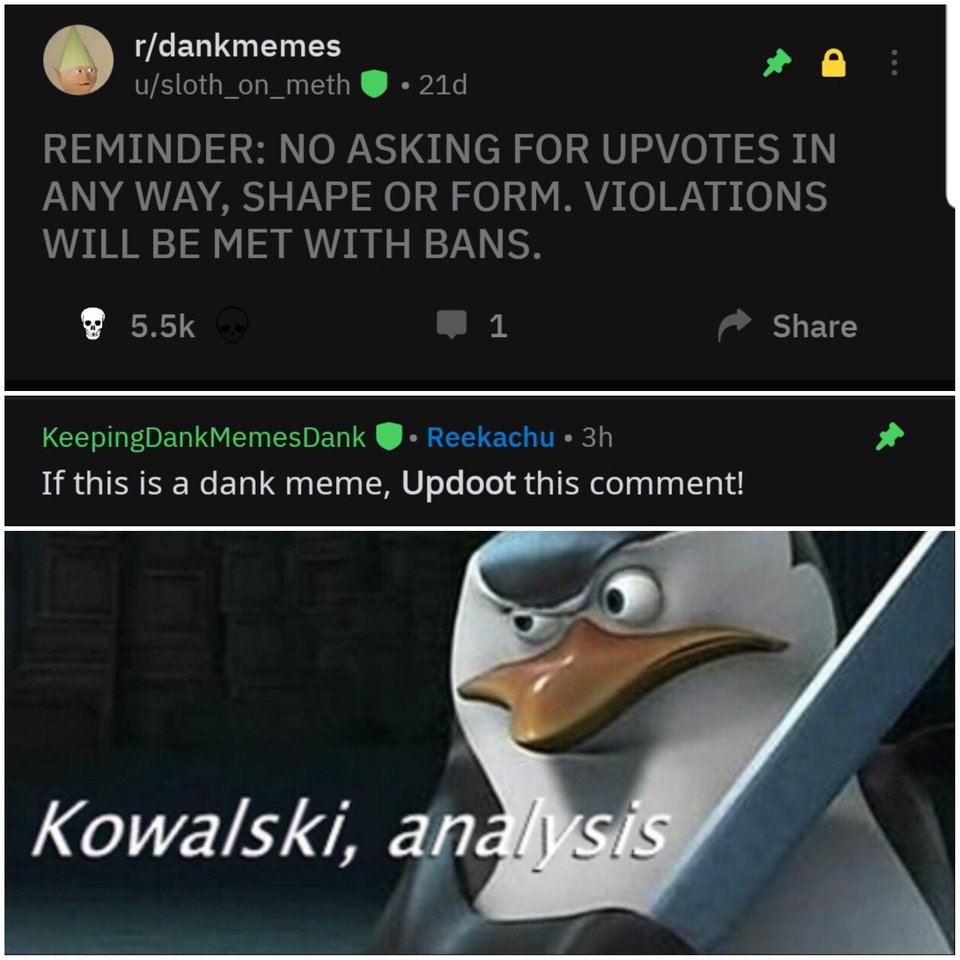 r/dankmemes
u/sloth_on_meth • 21d
REMINDER: NO ASKING FOR UPVOTES IN
ANY WAY, SHAPE OR FORM. VIOLATIONS
WILL BE MET WITH BANS.
5.5k 1 Share
KeepingDankMemesDank • Reekachu • 3h
If this is a dank meme, Updoot this comment!
Kowalski, analysis